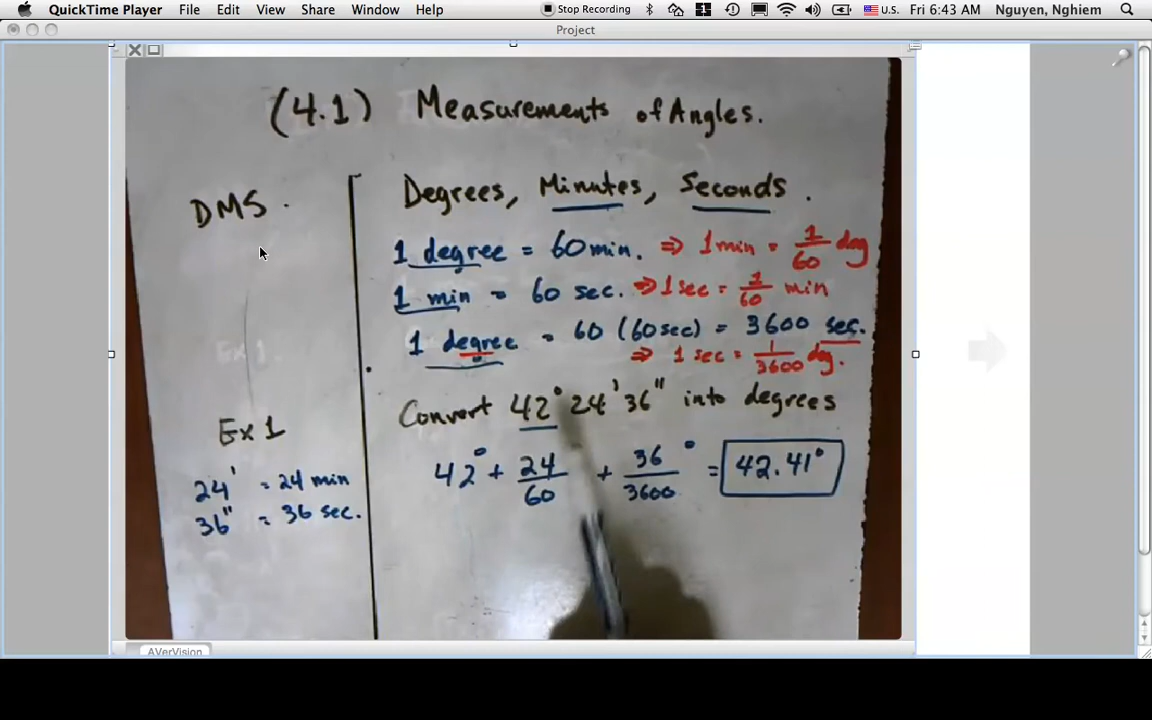 QuickTime Player File Edit View Share Window Help Stop Recording 1 U.S. Fri 6:43 AM Nguyen, Nghiem
Project
(4.1) Measurements of Angles.
DMS.
Degrees, Minutes, Seconds.
1 degree = 60 min. ⇒ 1 min = 1/60 deg
1 min = 60 sec. ⇒ 1 sec = 1/60 min
1 degree = 60 (60 sec) = 3600 sec.
⇒ 1 sec = 1/3600 deg.
Convert 42° 24' 36" into degrees
Ex 1
42° + 24/60 + 36/3600 ° = 42.41°
24' = 24 min
36" = 36 sec.
AVerVision